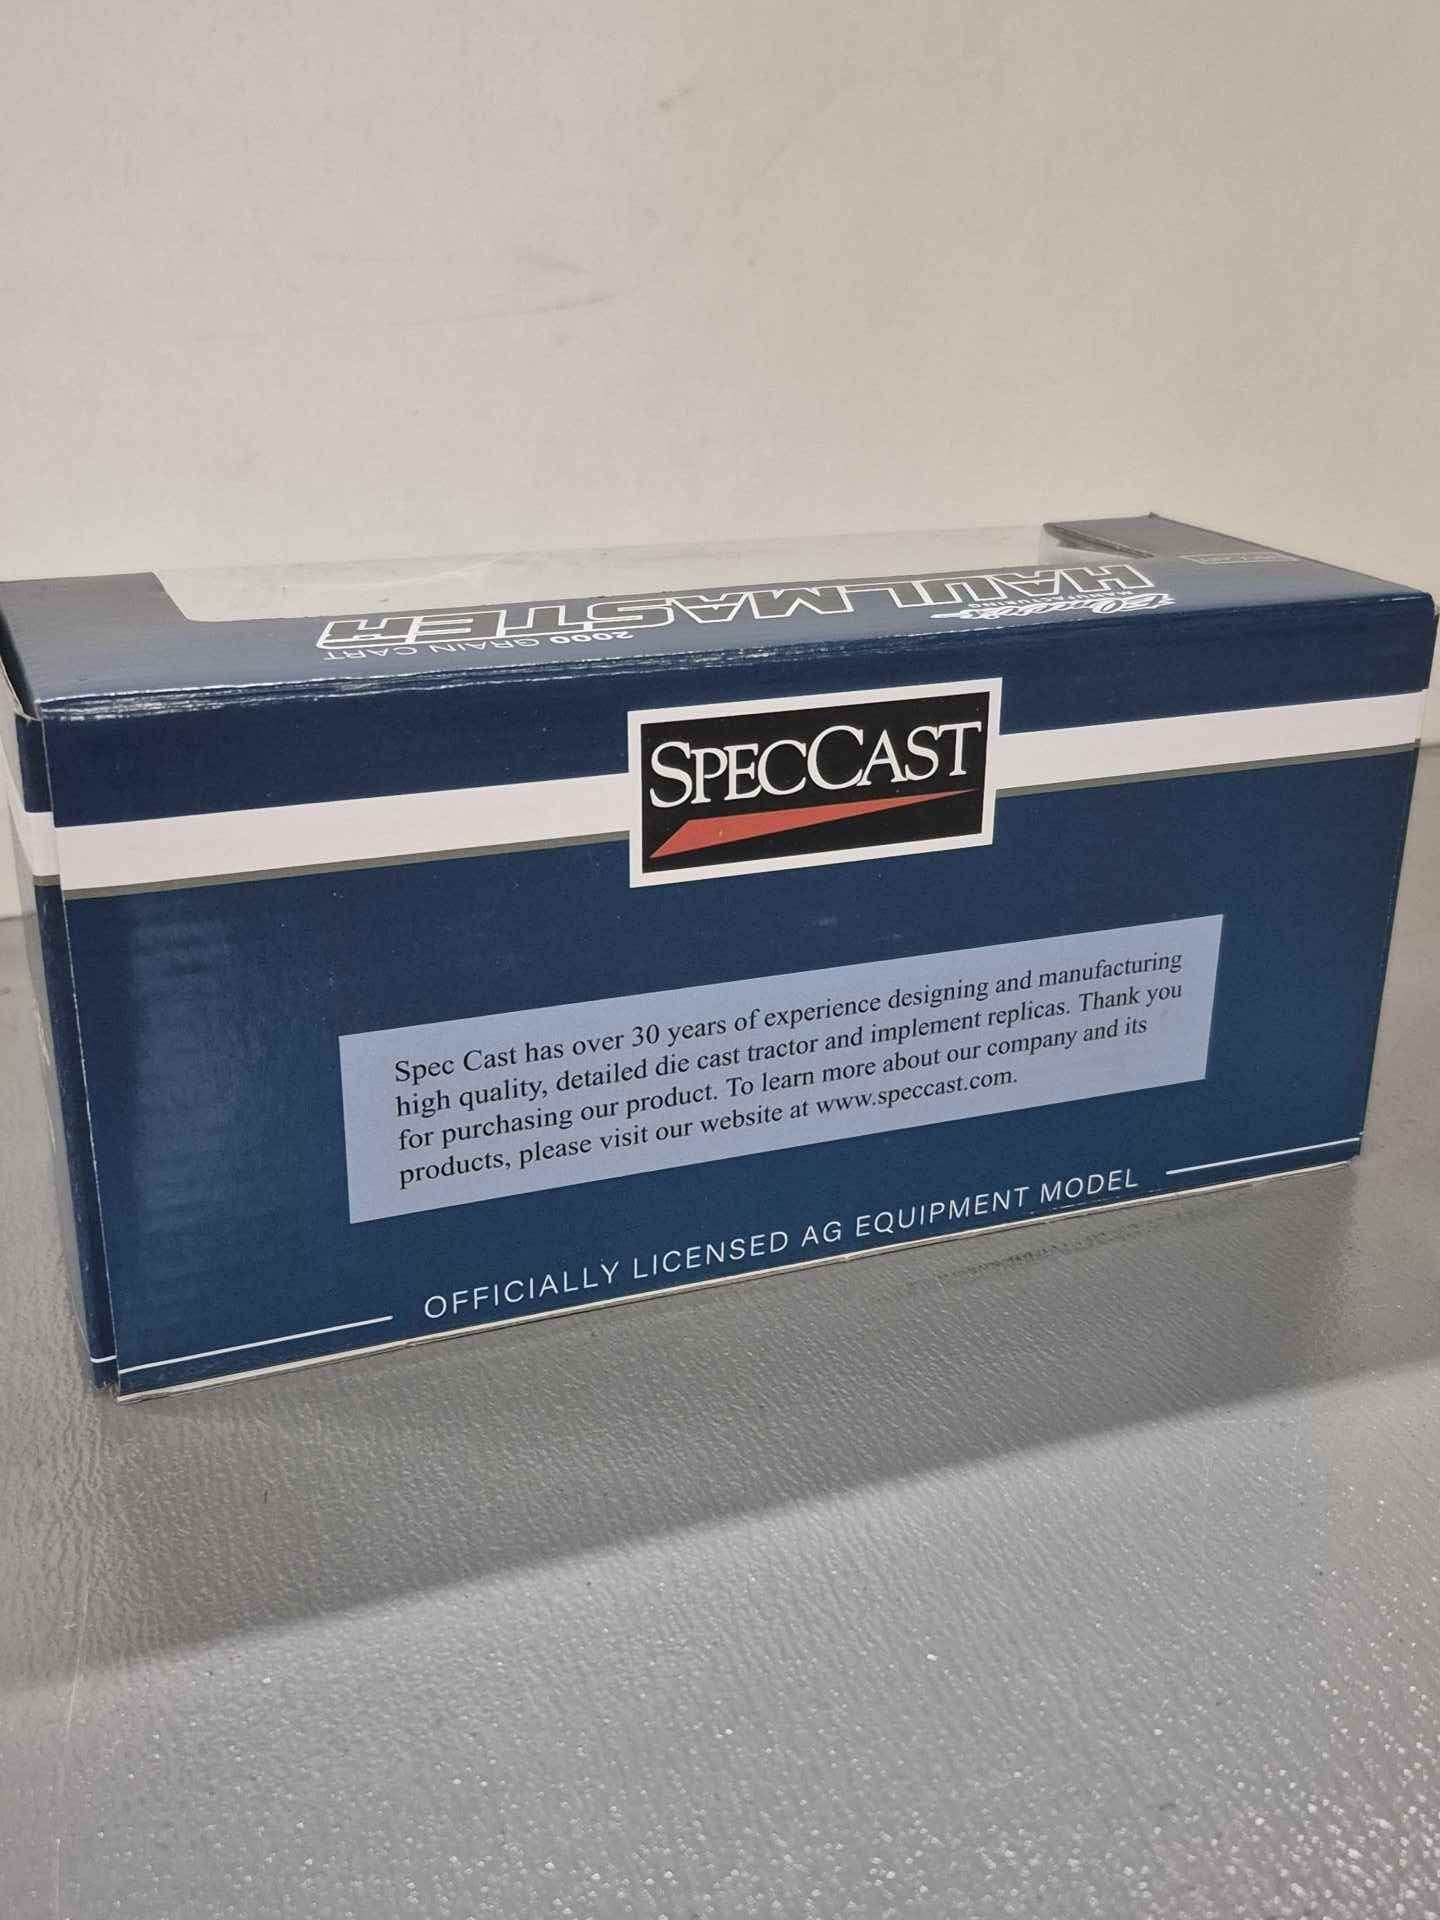 HAULMASTER
MANUFACTURING
2000 GRAIN CART
SPECCAST
Spec Cast has over 30 years of experience designing and manufacturing
high quality, detailed die cast tractor and implement replicas. Thank you
for purchasing our product. To learn more about our company and its
products, please visit our website at www.speccast.com.
OFFICIALLY LICENSED AG EQUIPMENT MODEL